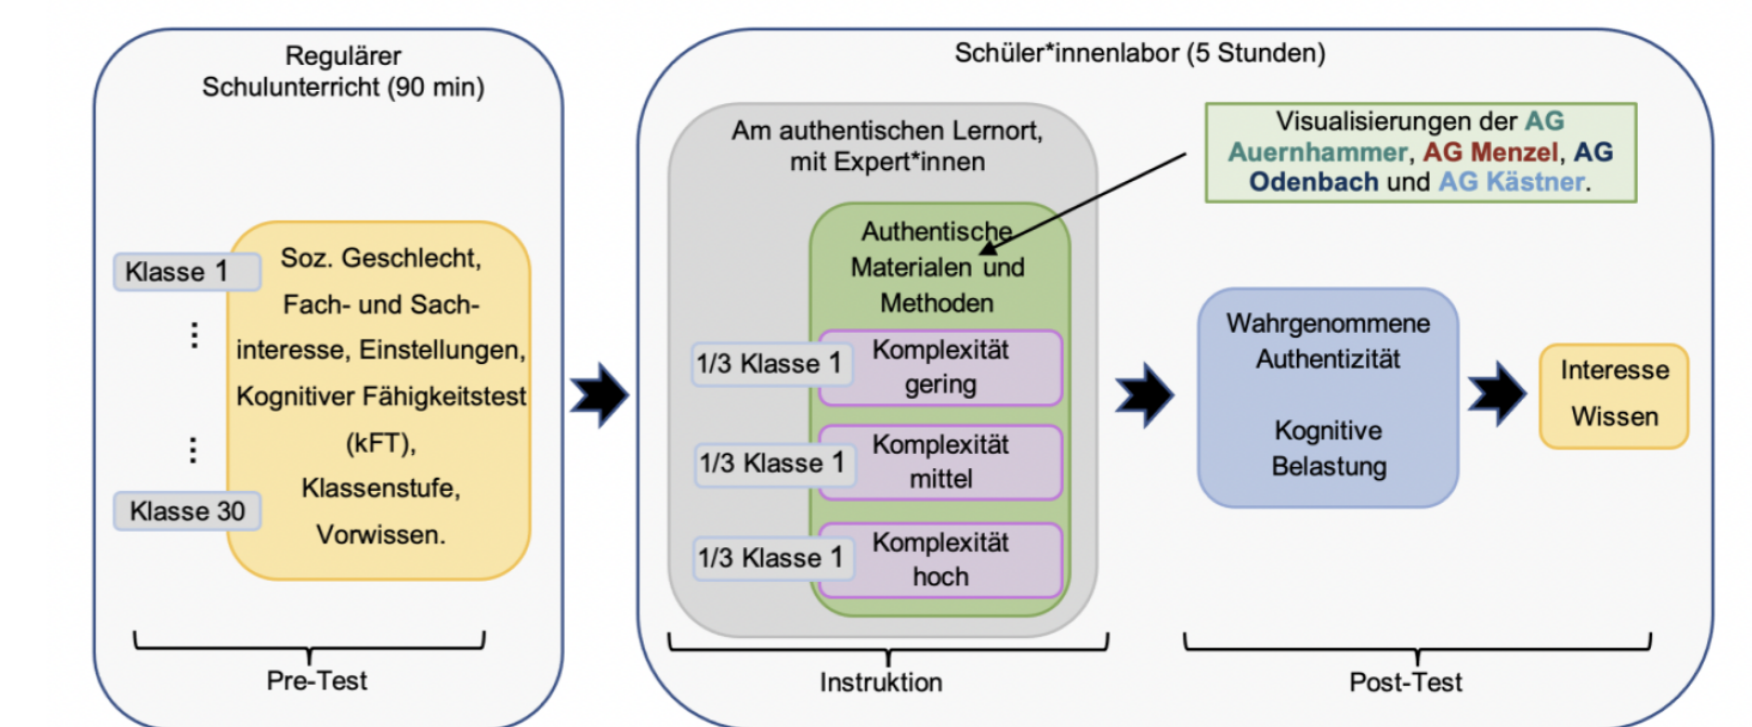 Regulärer
Schulunterricht (90 min)
Klasse 1
⋮
⋮
Klasse 30
Soz. Geschlecht,
Fach- und Sach-
interesse, Einstellungen,
Kognitiver Fähigkeitstest
(kFT),
Klassenstufe,
Vorwissen.
Pre-Test
Schüler*innenlabor (5 Stunden)
Am authentischen Lernort,
mit Expert*innen
Authentische
Materialen und
Methoden
1/3 Klasse 1
Komplexität
gering
1/3 Klasse 1
Komplexität
mittel
1/3 Klasse 1
Komplexität
hoch
Instruktion
Visualisierungen der AG
Auernhammer, AG Menzel, AG
Odenbach und AG Kästner.
Wahrgenommene
Authentizität
Kognitive
Belastung
Interesse
Wissen
Post-Test